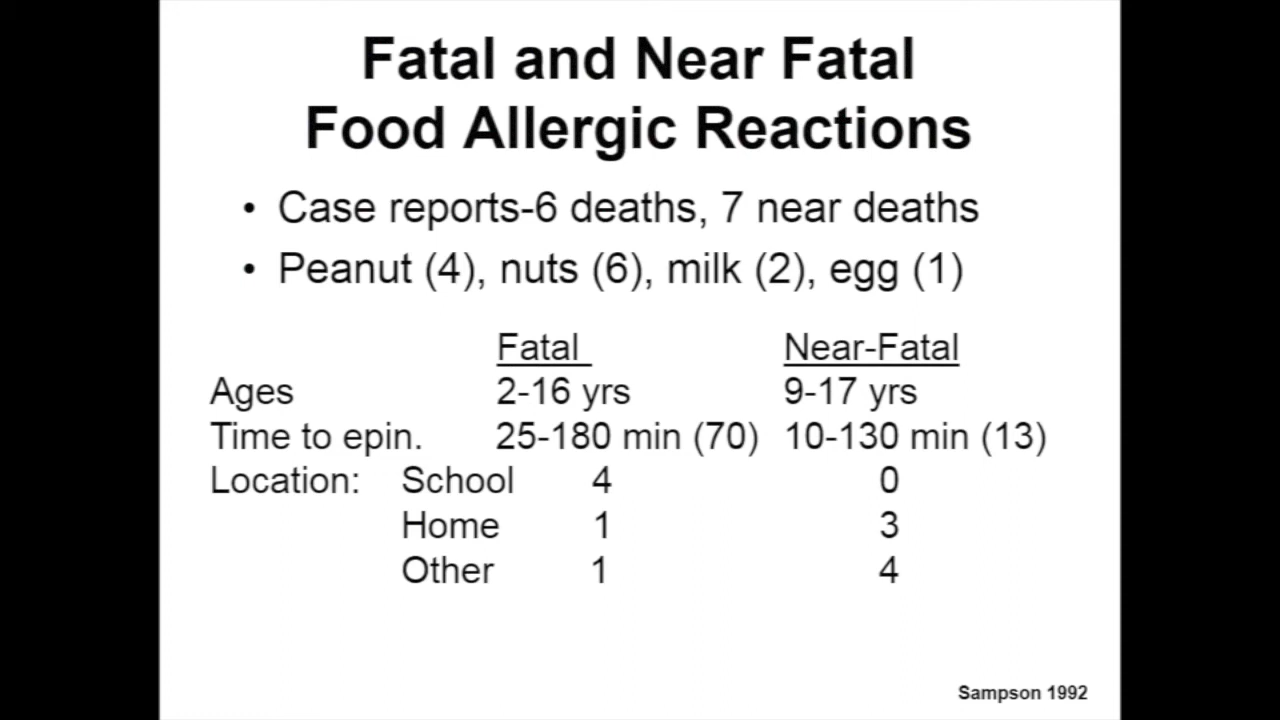 Fatal and Near Fatal
Food Allergic Reactions
• Case reports-6 deaths, 7 near deaths
• Peanut (4), nuts (6), milk (2), egg (1)
Fatal Near-Fatal
Ages 2-16 yrs 9-17 yrs
Time to epin. 25-180 min (70) 10-130 min (13)
Location: School 4 0
Home 1 3
Other 1 4
Sampson 1992